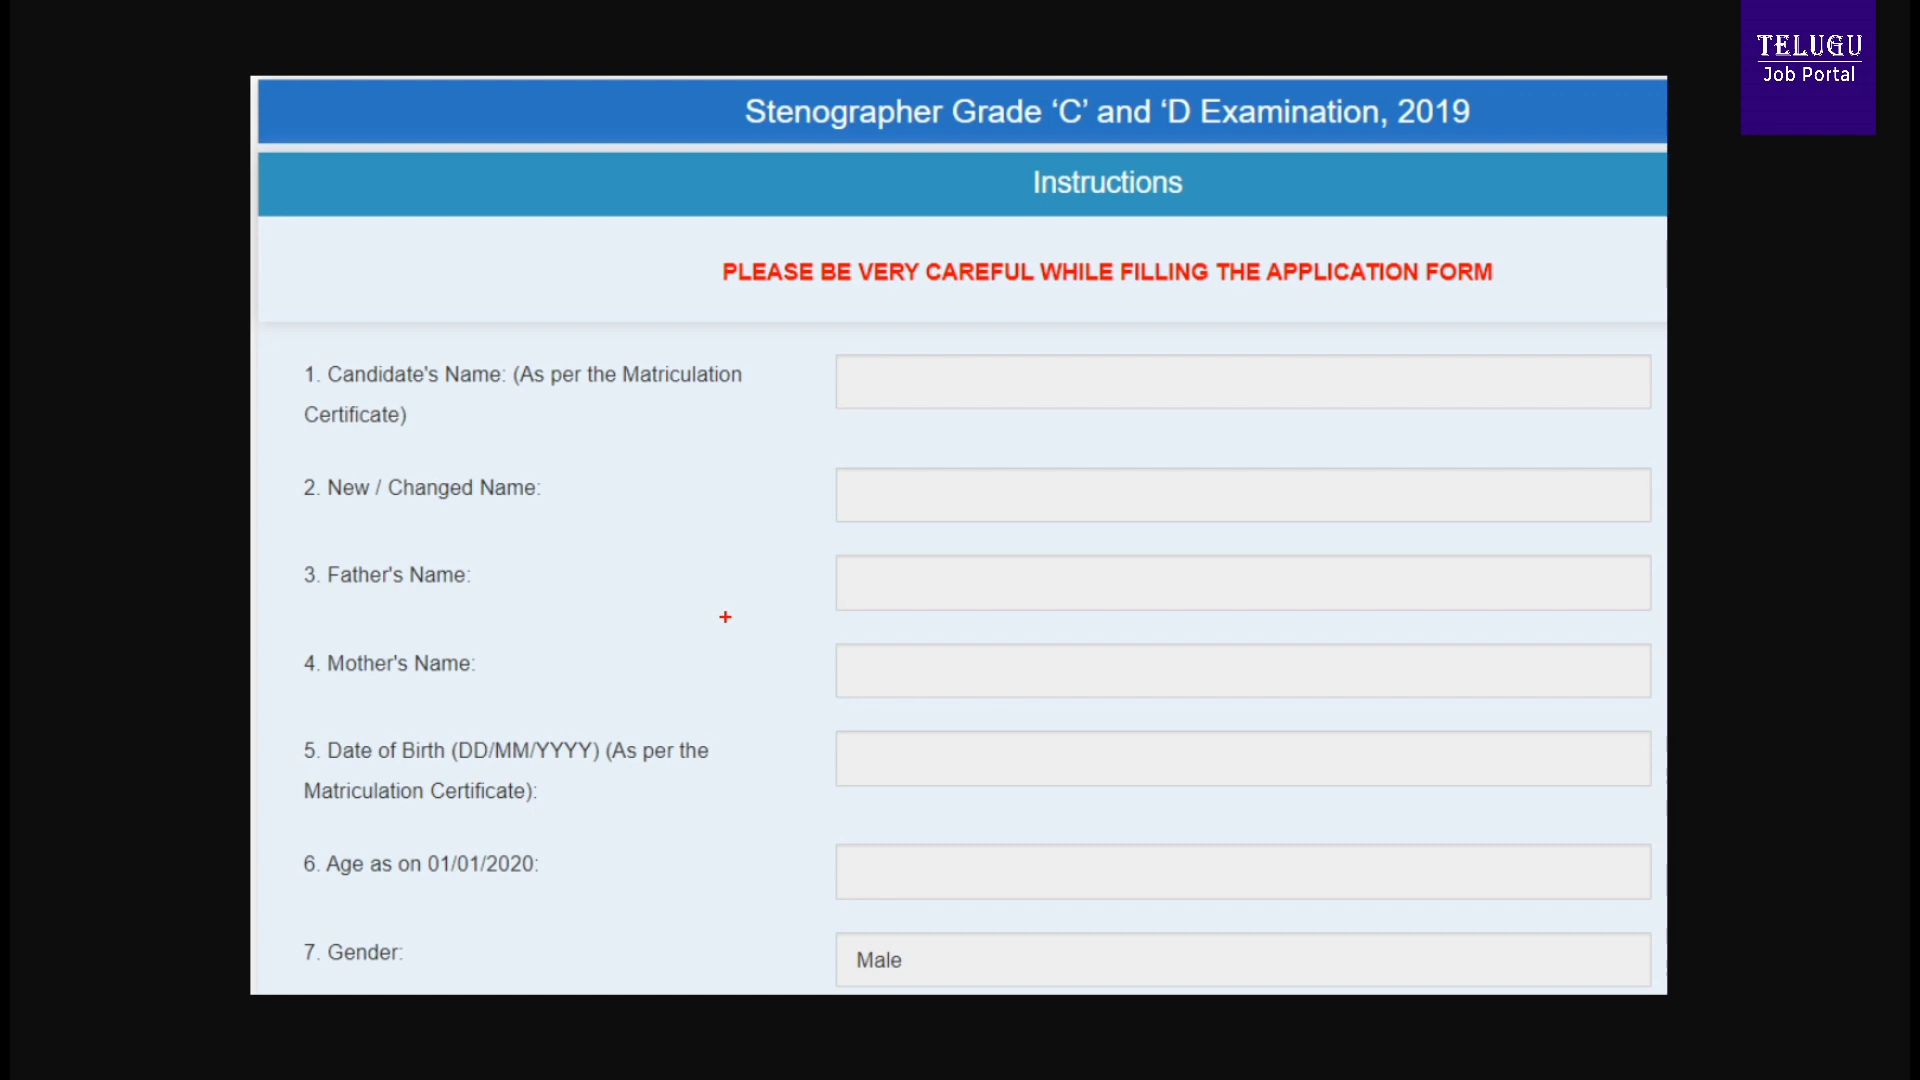 TELUGU
Job Portal
Stenographer Grade ‘C’ and ‘D Examination, 2019
Instructions
PLEASE BE VERY CAREFUL WHILE FILLING THE APPLICATION FORM
1. Candidate's Name: (As per the Matriculation
Certificate)
2. New / Changed Name:
3. Father's Name:
4. Mother's Name:
5. Date of Birth (DD/MM/YYYY) (As per the
Matriculation Certificate):
6. Age as on 01/01/2020:
7. Gender:
Male